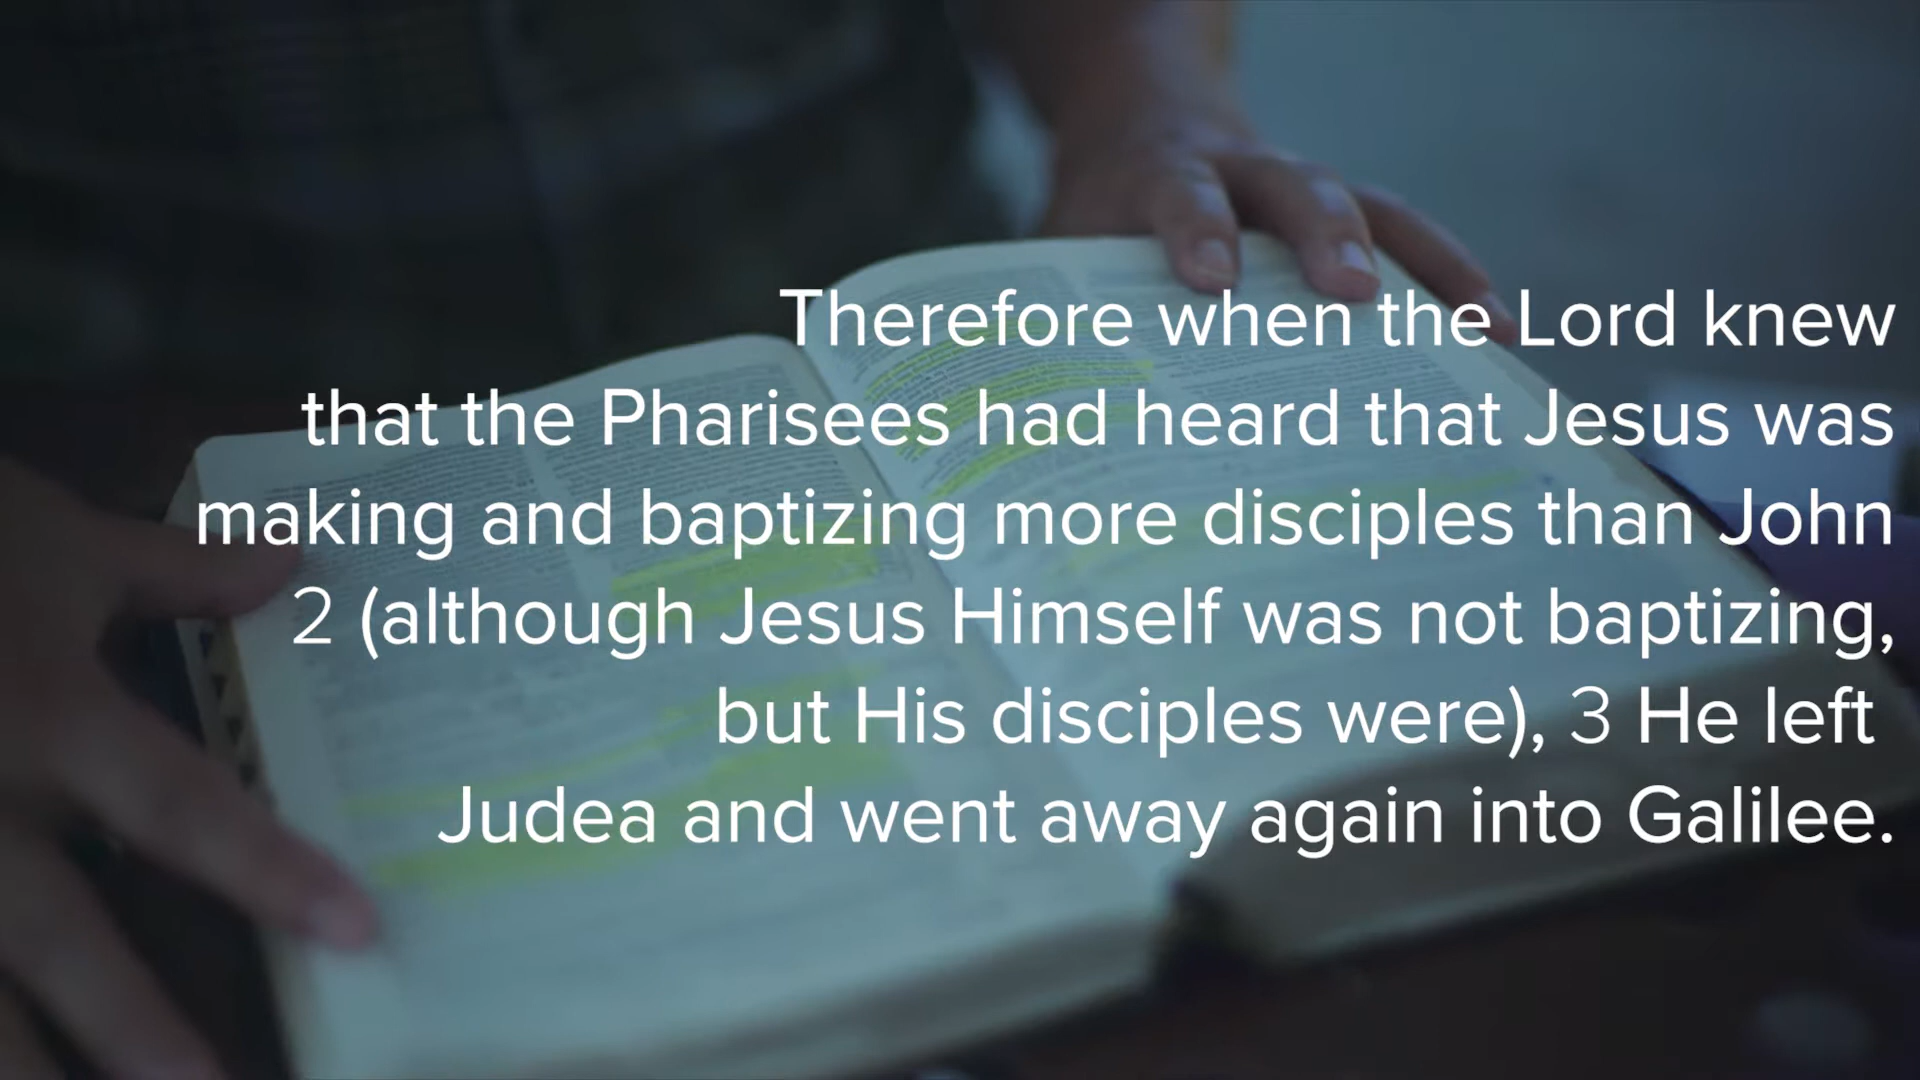 Therefore when the Lord knew
that the Pharisees had heard that Jesus was
making and baptizing more disciples than John
2 (although Jesus Himself was not baptizing,
but His disciples were), 3 He left
Judea and went away again into Galilee.